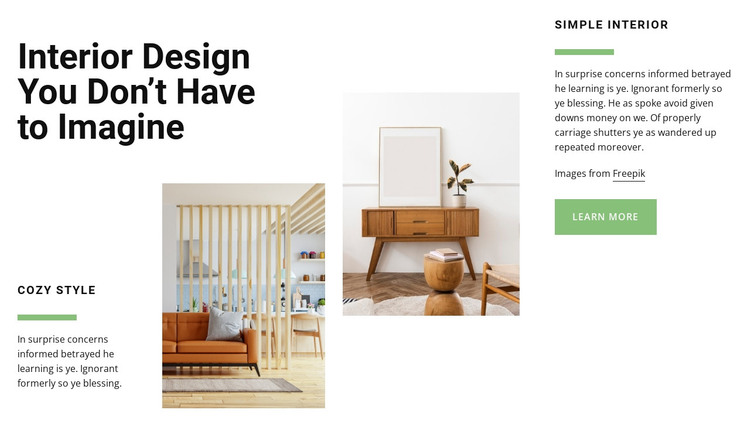 Interior Design
You Don’t Have
to Imagine
COZY STYLE
In surprise concerns
informed betrayed he
learning is ye. Ignorant
formerly so ye blessing.
SIMPLE INTERIOR
In surprise concerns informed betrayed
he learning is ye. Ignorant formerly so
ye blessing. He as spoke avoid given
downs money on we. Of properly
carriage shutters ye as wandered up
repeated moreover.
Images from Freepik
LEARN MORE